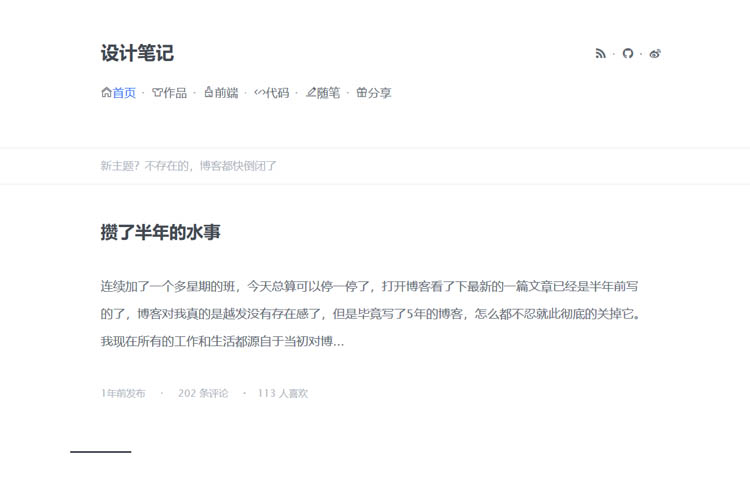 设计笔记
首页 · 作品 · 前端 · 代码 · 随笔 · 分享
新主题？不存在的，博客都快倒闭了
攒了半年的水事
连续加了一个多星期的班，今天总算可以停一停了，打开博客看了下最新的一篇文章已经是半年前写
的了，博客对我真的是越发没有存在感了，但是毕竟写了5年的博客，怎么都不忍就此彻底的关掉它。
我现在所有的工作和生活都源自于当初对博...
1年前发布 · 202 条评论 · 113 人喜欢